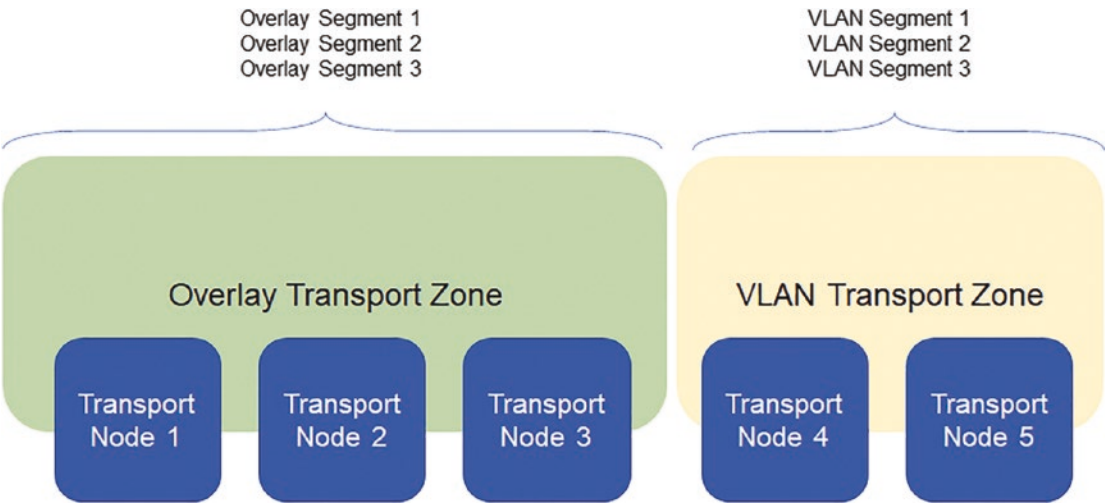 Overlay Segment 1
Overlay Segment 2
Overlay Segment 3
VLAN Segment 1
VLAN Segment 2
VLAN Segment 3
Overlay Transport Zone
VLAN Transport Zone
Transport
Node 1
Transport
Node 2
Transport
Node 3
Transport
Node 4
Transport
Node 5